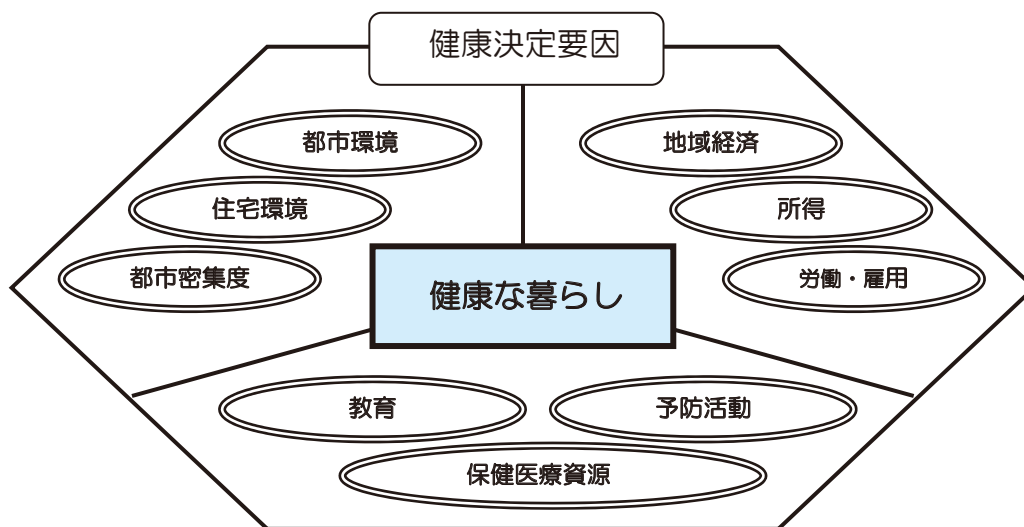 健康決定要因
都市環境
住宅環境
都市密集度
地域経済
所得
労働・雇用
健康な暮らし
教育
予防活動
保健医療資源